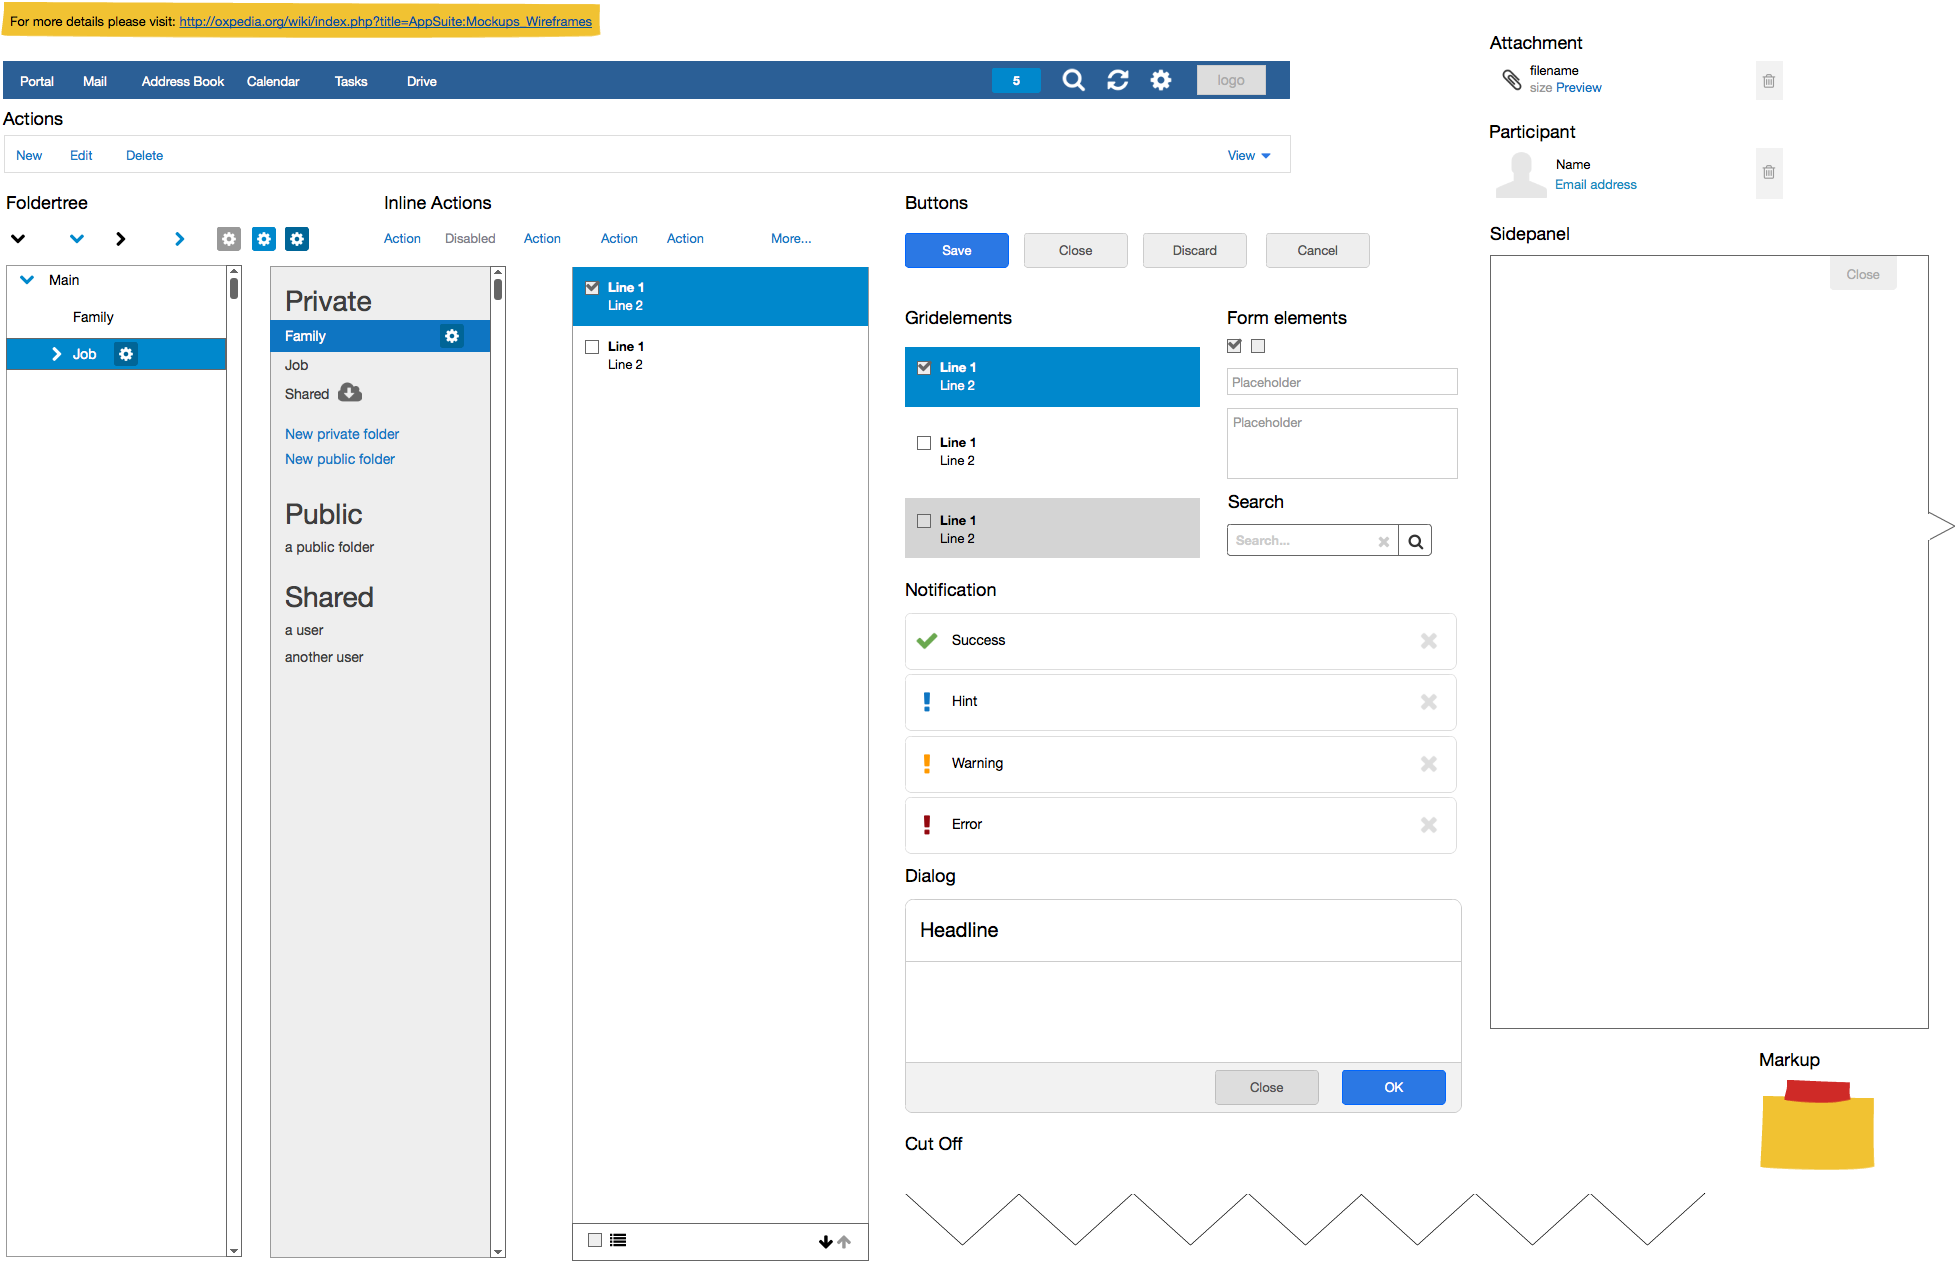 For more details please visit: http://oxpedia.org/wiki/index.php?title=AppSuite:Mockups_Wireframes
Portal Mail Address Book Calendar Tasks Drive 5 logo
Actions
New Edit Delete View
Foldertree
Main
Family
Job
Private
Family
Job
Shared
New private folder
New public folder
Public
a public folder
Shared
a user
another user
Inline Actions
Action Disabled Action Action Action More...
Line 1
Line 2
Line 1
Line 2
Buttons
Save Close Discard Cancel
Gridelements
Line 1
Line 2
Line 1
Line 2
Line 1
Line 2
Form elements
Placeholder
Placeholder
Search
Search...
Notification
Success
Hint
Warning
Error
Dialog
Headline
Close OK
Cut Off
Attachment
filename
size Preview
Participant
Name
Email address
Sidepanel
Close
Markup